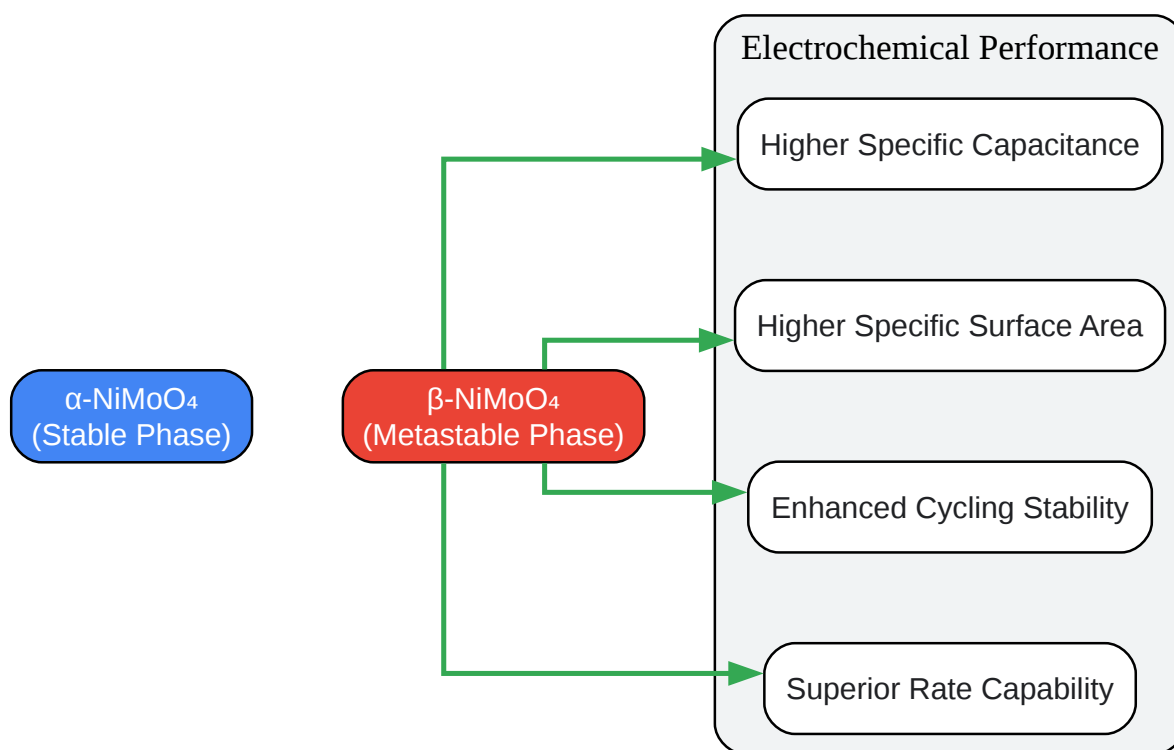 Electrochemical Performance
Higher Specific Capacitance
Higher Specific Surface Area
α-NiMoO₄
(Stable Phase)
β-NiMoO₄
(Metastable Phase)
Enhanced Cycling Stability
Superior Rate Capability